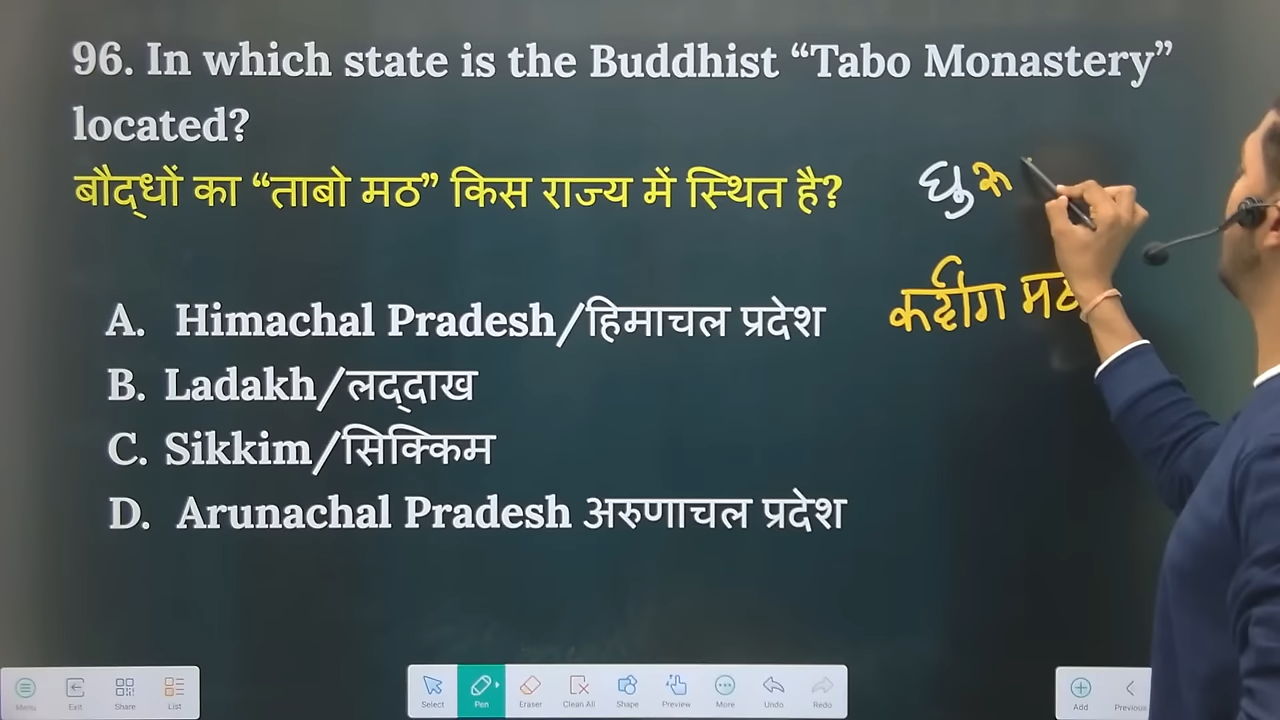 96. In which state is the Buddhist “Tabo Monastery”
located?
बौद्धों का “ताबो मठ” किस राज्य में स्थित है?
A. Himachal Pradesh/हिमाचल प्रदेश
B. Ladakh/लद्दाख
C. Sikkim/सिक्किम
D. Arunachal Pradesh अरुणाचल प्रदेश
Menu Exit Share List
Select Pen Eraser Clean All Shape Preview More Undo Redo
Add Previous